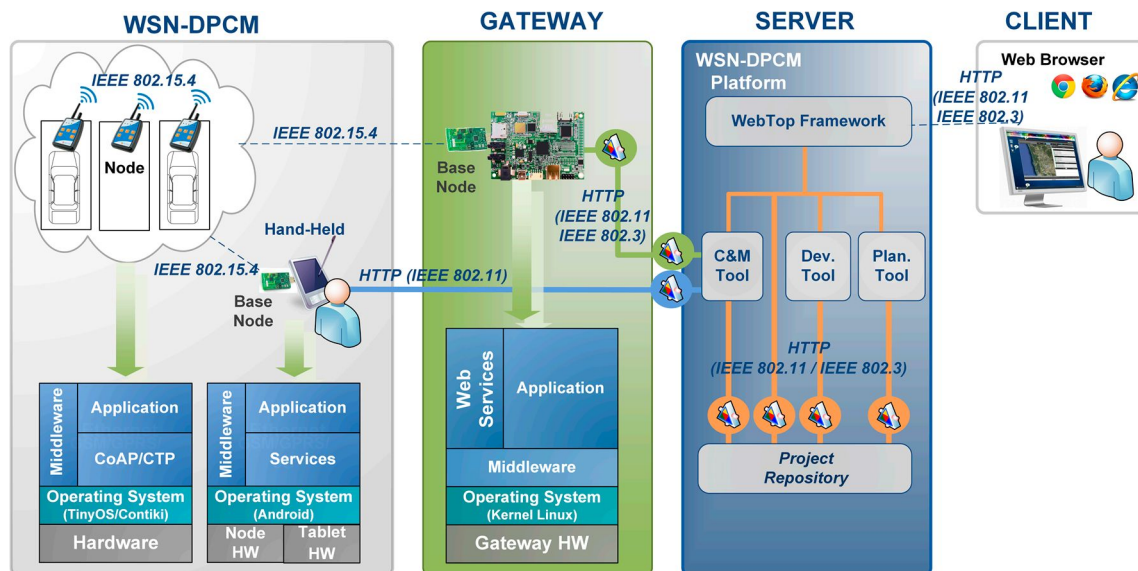 WSN-DPCM
GATEWAY
SERVER
CLIENT
IEEE 802.15.4
Node
IEEE 802.15.4
Hand-Held
IEEE 802.15.4
Base
Node
HTTP (IEEE 802.11)
Middleware
Application
CoAP/CTP
Operating System
(TinyOS/Contiki)
Hardware
Middleware
Application
Services
Operating System
(Android)
Node
HW
Tablet
HW
Base
Node
HTTP
(IEEE 802.11
IEEE 802.3)
Web
Services
Application
Middleware
Operating System
(Kernel Linux)
Gateway HW
WSN-DPCM
Platform
WebTop Framework
C&M
Tool
Dev.
Tool
Plan.
Tool
HTTP
(IEEE 802.11 / IEEE 802.3)
Project
Repository
HTTP
(IEEE 802.11
IEEE 802.3)
Web Browser